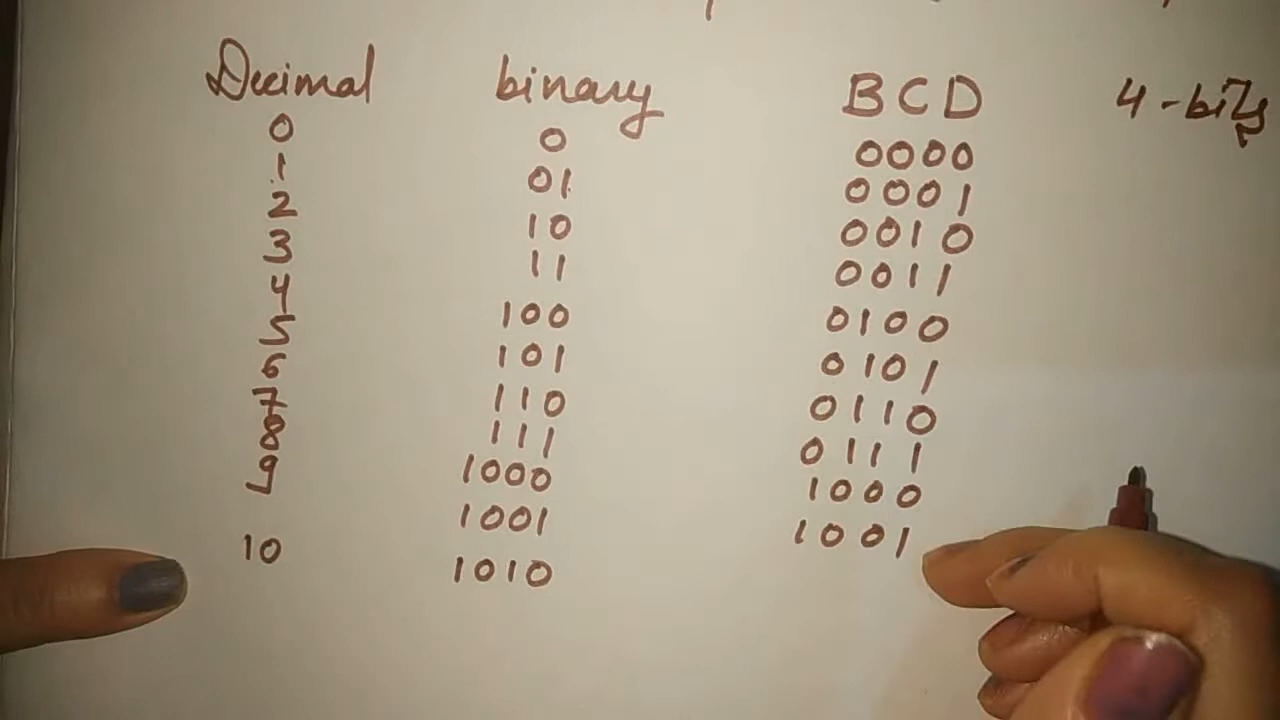 Decimal binary BCD 4-bits
0 0 0000
1 01 0001
2 10 0010
3 11 0011
4 100 0100
5 101 0101
6 110 0110
7 111 0111
8 1000 1000
9 1001 1001
10 1010